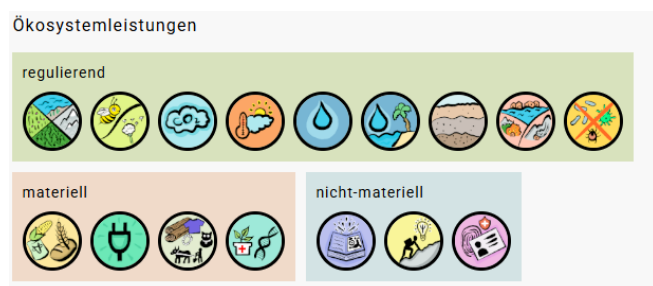 Ökosystemleistungen
regulierend
materiell
nicht-materiell